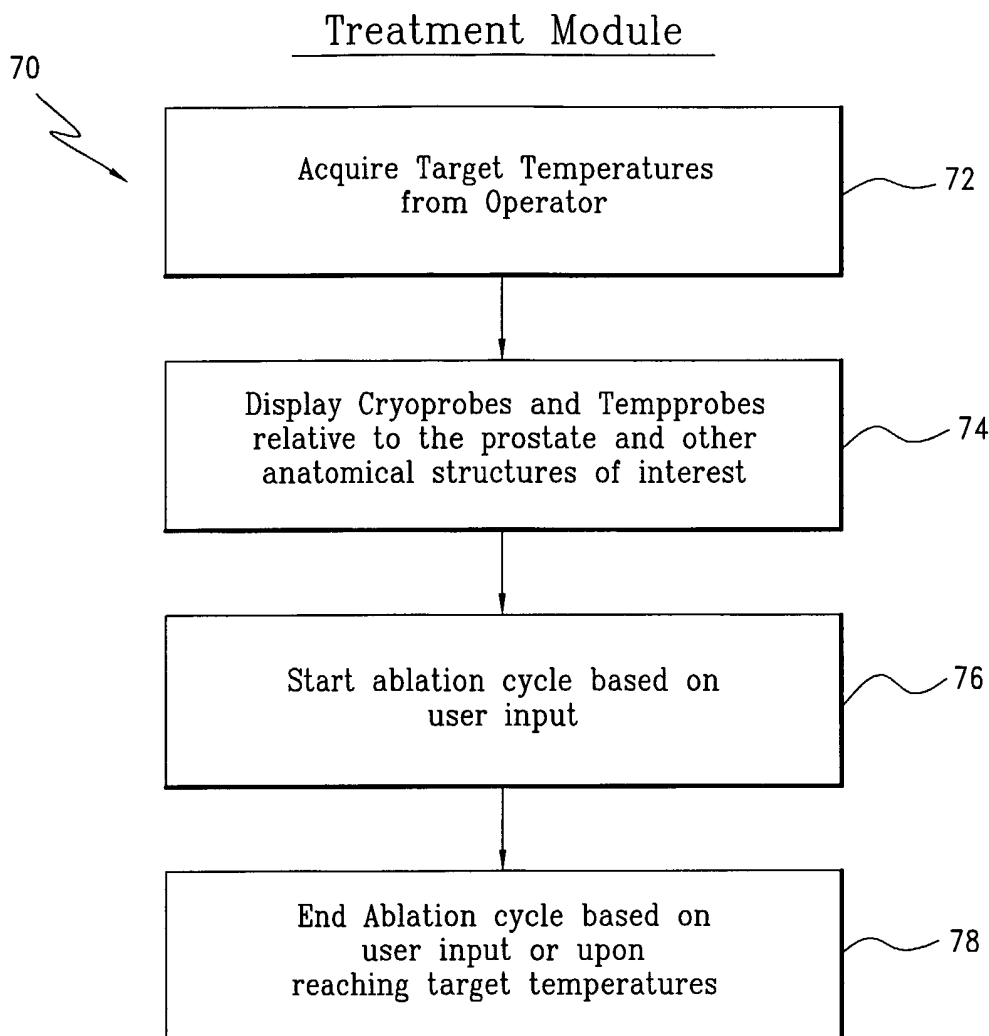 Treatment Module
70
Acquire Target Temperatures
from Operator
72
Display Cryoprobes and Tempprobes
relative to the prostate and other
anatomical structures of interest
74
Start ablation cycle based on
user input
76
End Ablation cycle based on
user input or upon
reaching target temperatures
78